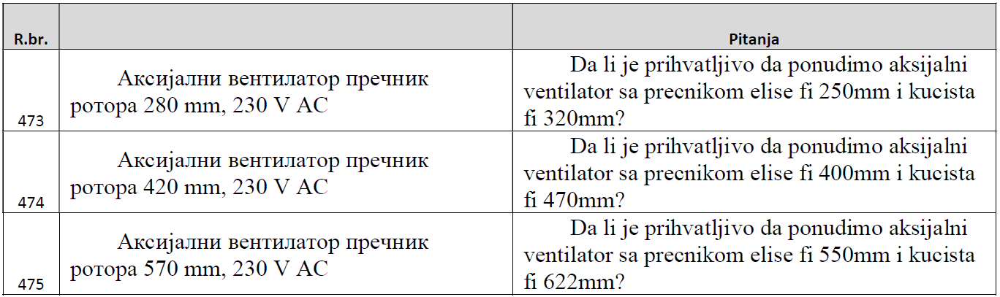 R.br. Pitanja
473 Аксијални вентилатор пречник
ротора 280 mm, 230 V AC
Da li je prihvatljivo da ponudimo aksijalni
ventilator sa precnikom elise fi 250mm i kucista
fi 320mm?
474 Аксијални вентилатор пречник
ротора 420 mm, 230 V AC
Da li je prihvatljivo da ponudimo aksijalni
ventilator sa precnikom elise fi 400mm i kucista
fi 470mm?
475 Аксијални вентилатор пречник
ротора 570 mm, 230 V AC
Da li je prihvatljivo da ponudimo aksijalni
ventilator sa precnikom elise fi 550mm i kucista
fi 622mm?